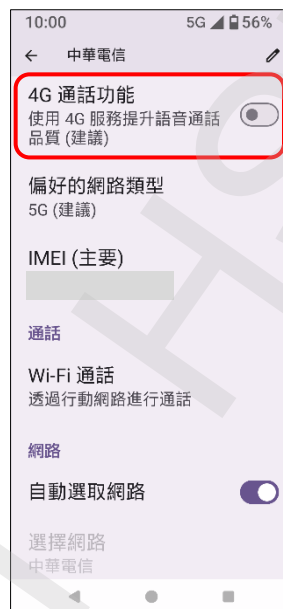 10:00 5G 56%
中華電信
4G 通話功能
使用 4G 服務提升語音通話
品質 (建議)
偏好的網路類型
5G (建議)
IMEI (主要)
通話
Wi-Fi 通話
透過行動網路進行通話
網路
自動選取網路
選擇網路
中華電信